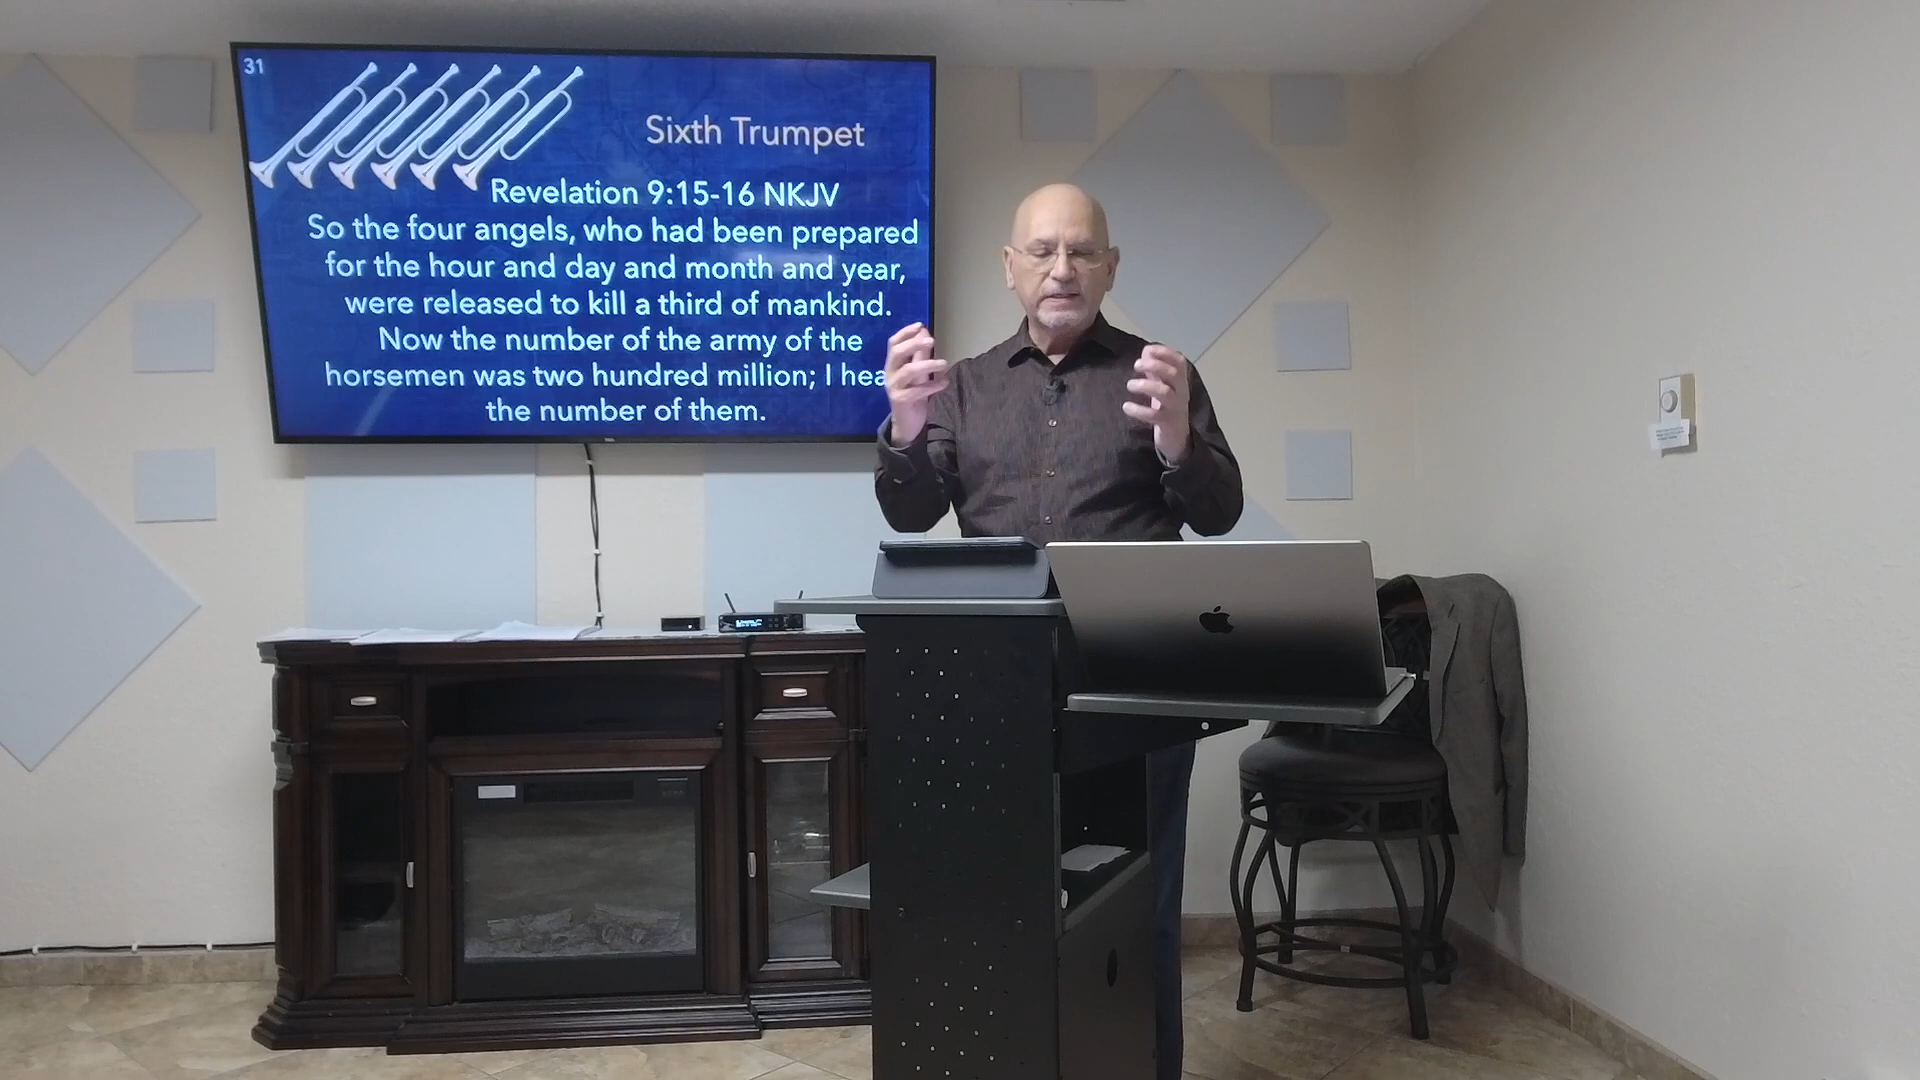 31
Sixth Trumpet
Revelation 9:15-16 NKJV
So the four angels, who had been prepared
for the hour and day and month and year,
were released to kill a third of mankind.
Now the number of the army of the
horsemen was two hundred million; I hea
the number of them.